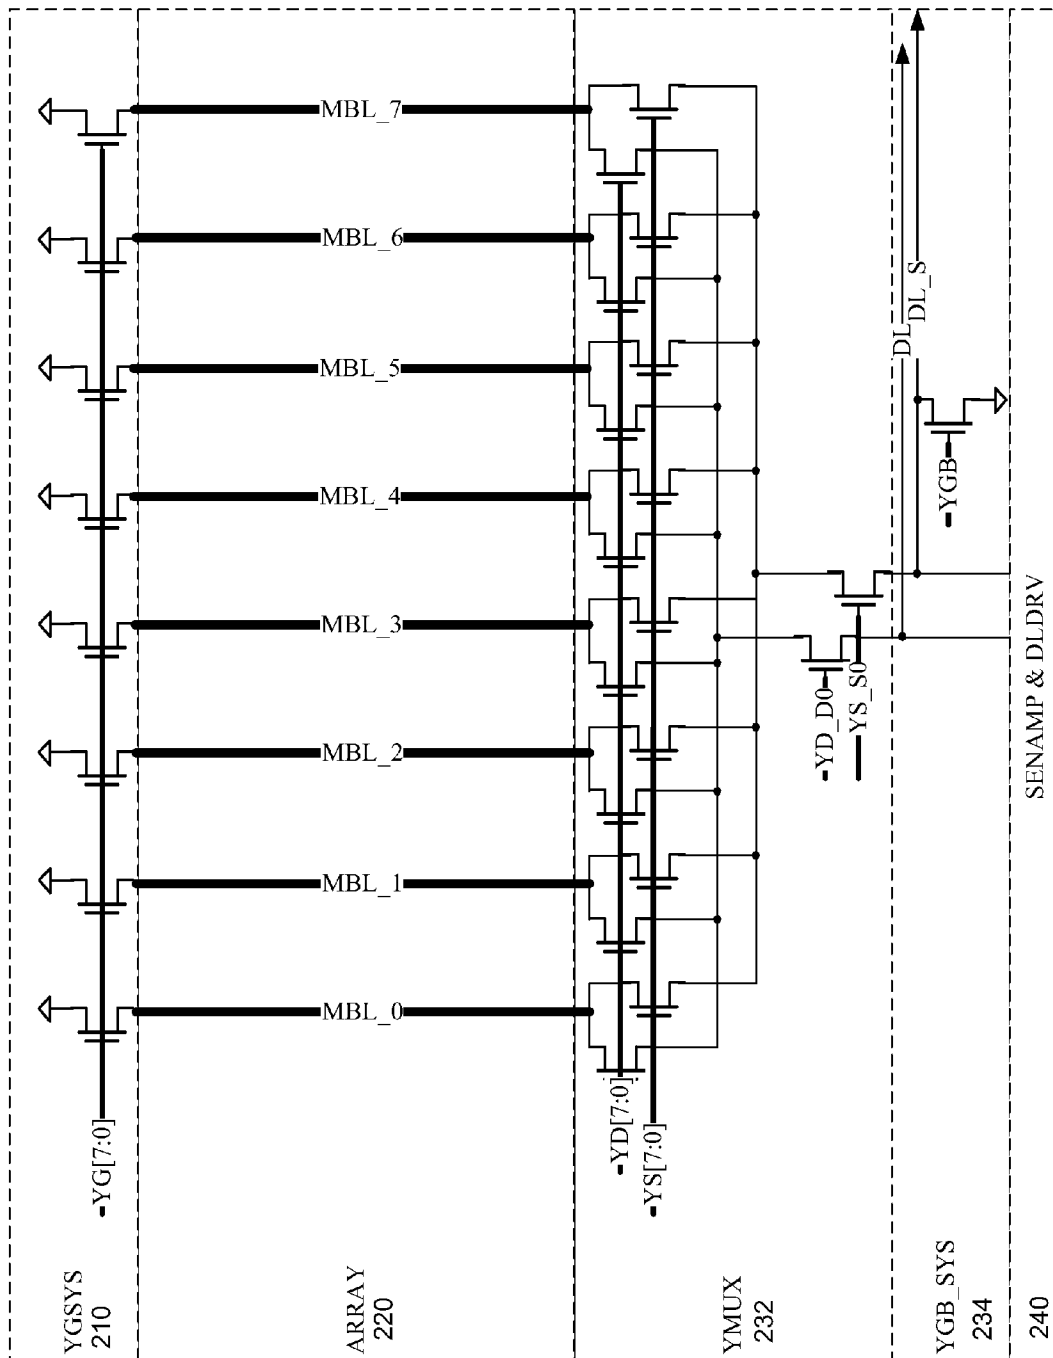 YGSYS
210
YG[7:0]
ARRAY
220
MBL_0
MBL_1
MBL_2
MBL_3
MBL_4
MBL_5
MBL_6
MBL_7
YMUX
232
YD[7:0]
YS[7:0]
YD_D0
YS_S0
YGB_SYS
234
YGB
DL
DL_S
240
SENAMP & DLDRV